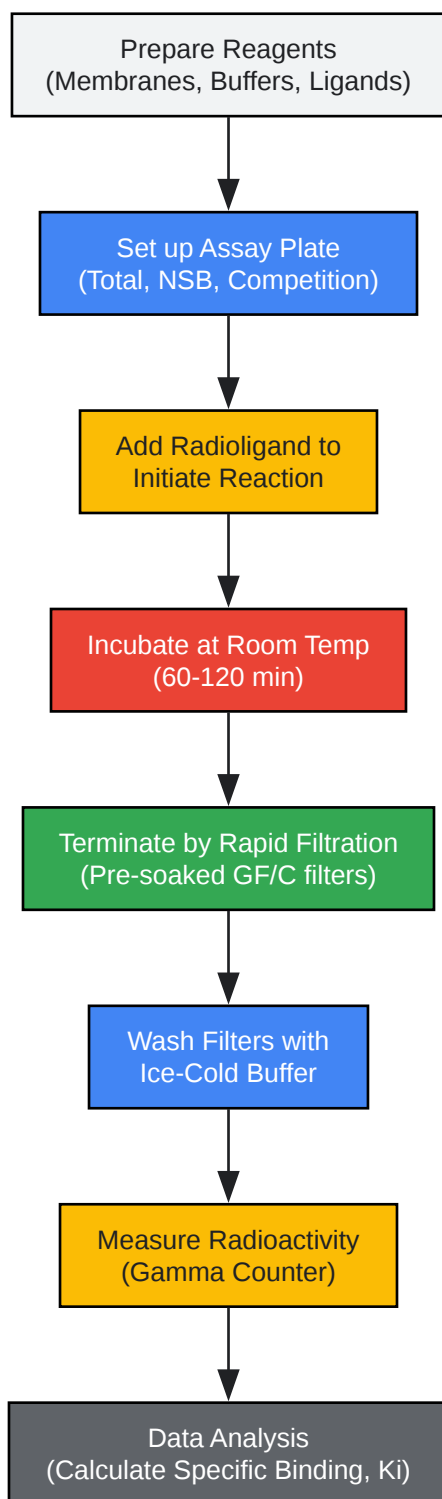 Prepare Reagents
(Membranes, Buffers, Ligands)
Set up Assay Plate
(Total, NSB, Competition)
Add Radioligand to
Initiate Reaction
Incubate at Room Temp
(60-120 min)
Terminate by Rapid Filtration
(Pre-soaked GF/C filters)
Wash Filters with
Ice-Cold Buffer
Measure Radioactivity
(Gamma Counter)
Data Analysis
(Calculate Specific Binding, Ki)